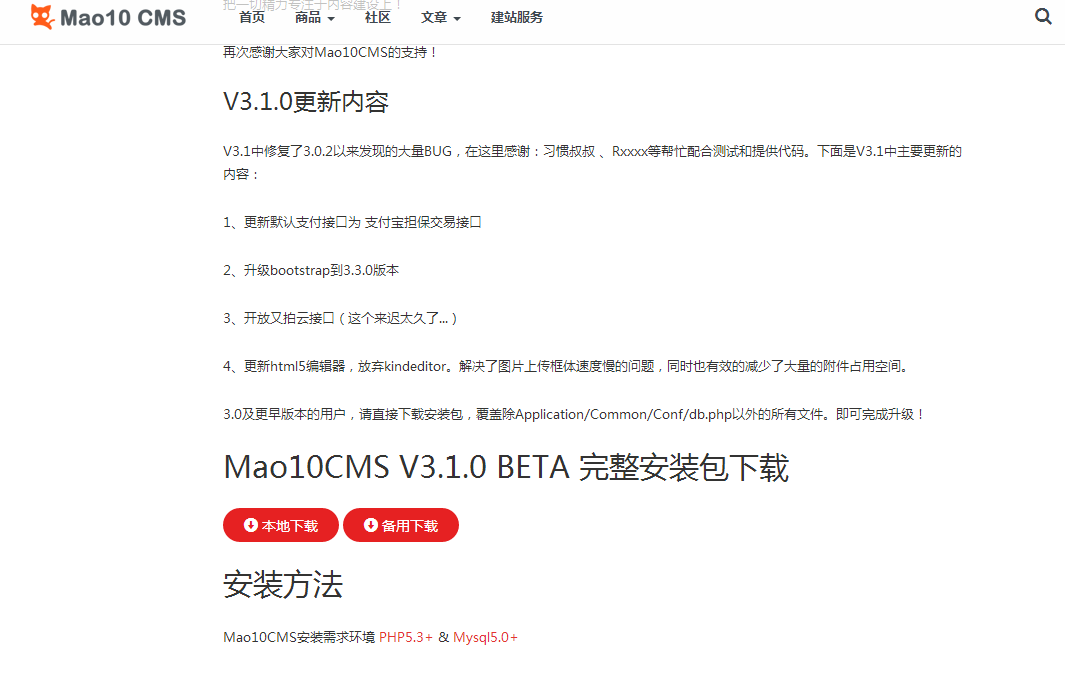 把一切精力专注于内容建设上！
Mao10 CMS 首页 商品 社区 文章 建站服务
再次感谢大家对Mao10CMS的支持！
V3.1.0更新内容
V3.1中修复了3.0.2以来发现的大量BUG，在这里感谢：习惯叔叔 、Rxxxx等帮忙配合测试和提供代码。下面是V3.1中主要更新的
内容：
1、更新默认支付接口为 支付宝担保交易接口
2、升级bootstrap到3.3.0版本
3、开放又拍云接口（这个来迟太久了...）
4、更新html5编辑器，放弃kindeditor。解决了图片上传框体速度慢的问题，同时也有效的减少了大量的附件占用空间。
3.0及更早版本的用户，请直接下载安装包，覆盖除Application/Common/Conf/db.php以外的所有文件。即可完成升级！
Mao10CMS V3.1.0 BETA 完整安装包下载
本地下载 备用下载
安装方法
Mao10CMS安装需求环境 PHP5.3+ & Mysql5.0+